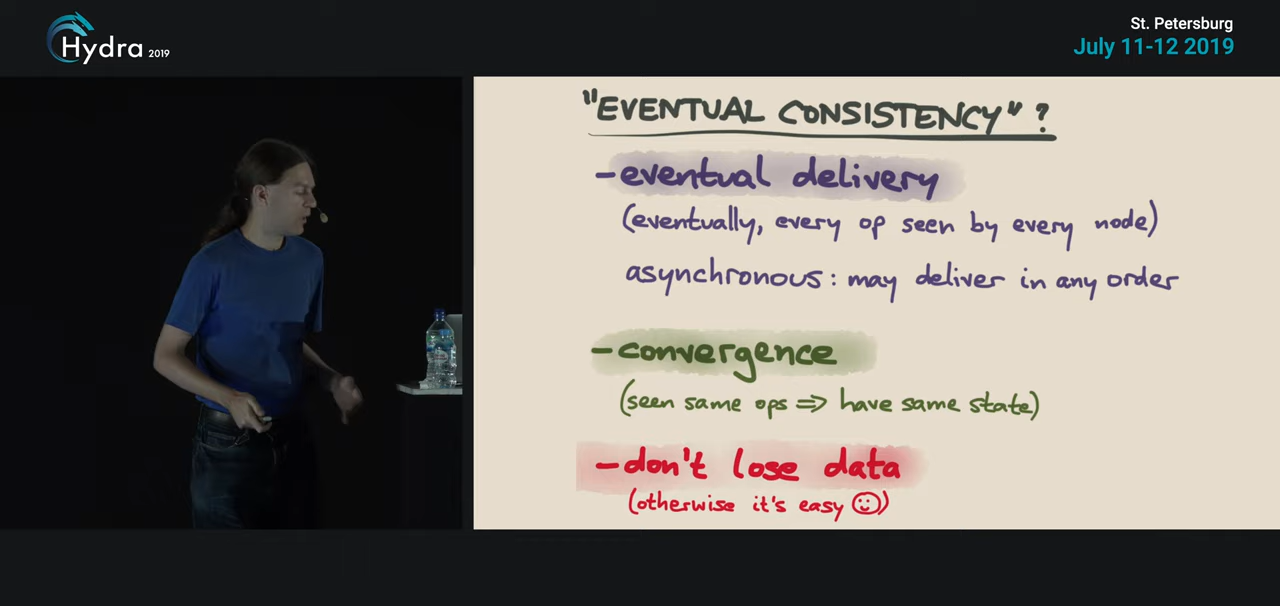 Hydra 2019
St. Petersburg
July 11-12 2019
"EVENTUAL CONSISTENCY"?
- eventual delivery
(eventually, every op seen by every node)
asynchronous: may deliver in any order
- convergence
(seen same ops ⇒ have same state)
- don't lose data
(otherwise it's easy ☺)